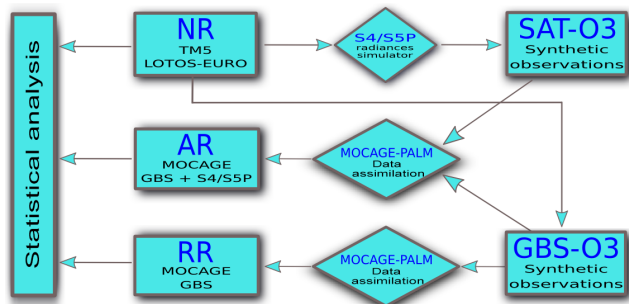 Statistical analysis
NR
TM5
LOTOS-EURO
S4/S5P
radiances
simulator
SAT-O3
Synthetic
observations
AR
MOCAGE
GBS + S4/S5P
MOCAGE-PALM
Data
assimilation
RR
MOCAGE
GBS
MOCAGE-PALM
Data
assimilation
GBS-O3
Synthetic
observations